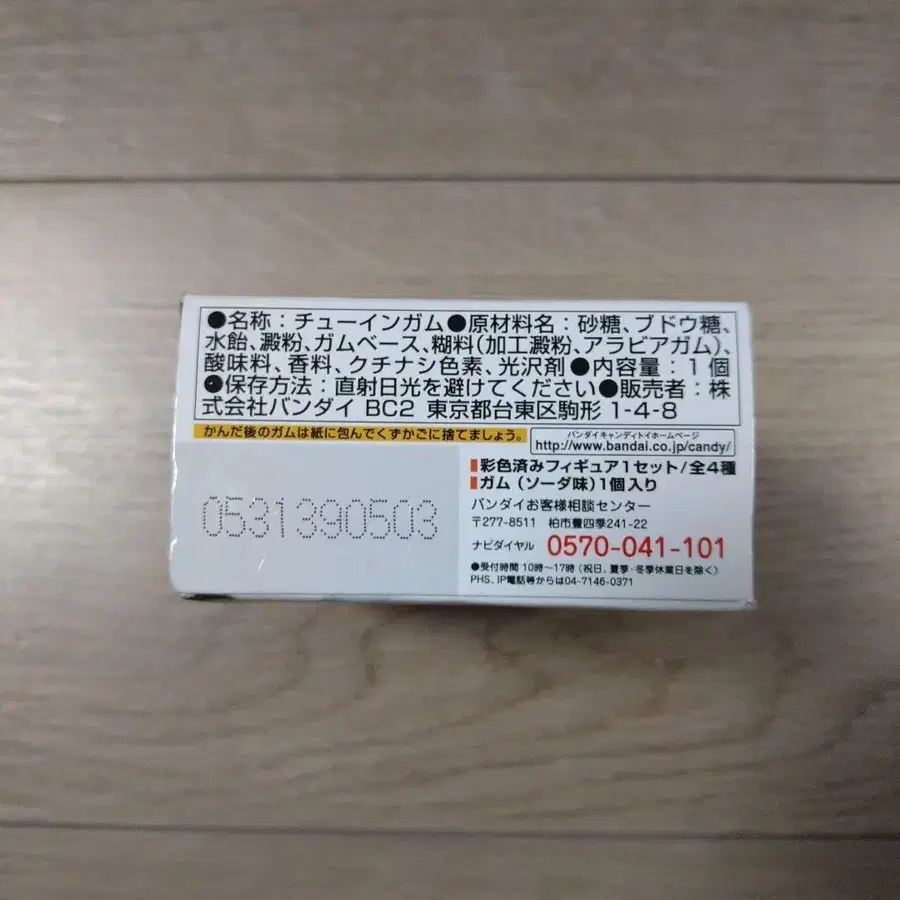 ●名称：チューインガム●原材料名：砂糖、ブドウ糖、
水飴、澱粉、ガムベース、糊料(加工澱粉、アラビアガム)、
酸味料、香料、クチナシ色素、光沢剤●内容量：1個
●保存方法：直射日光を避けてください●販売者：株
式会社バンダイ BC2 東京都台東区駒形 1-4-8
かんだ後のガムは紙に包んでくずかごに捨てましょう。
バンダイキャンディトイホームページ
http://www.bandai.co.jp/candy/
彩色済みフィギュア1セット/全4種
ガム（ソーダ味）1個入り
0531390503
バンダイお客様相談センター
〒277-8511 柏市豊四季241-22
ナビダイヤル 0570-041-101
●受付時間 10時〜17時（祝日、夏季・冬季休業日を除く）
PHS、IP電話等からは04-7146-0371